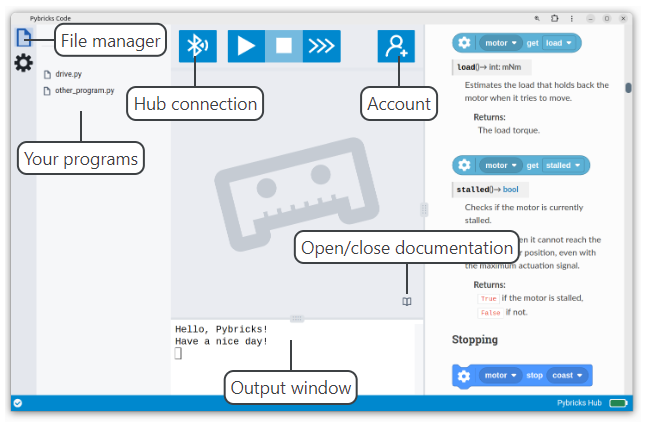 Pybricks Code
File manager
drive.py
other_program.py
Your programs
Hub connection
Account
Open/close documentation
Hello, Pybricks!
Have a nice day!
Output window
motor get load
load()→ int: mNm
Estimates the load that holds back the
motor when it tries to move.
Returns:
The load torque.
motor get stalled
stalled()→ bool
Checks if the motor is currently
stalled.
en it cannot reach the
position, even with
the maximum actuation signal.
Returns:
True if the motor is stalled,
False if not.
Stopping
motor stop coast
Pybricks Hub